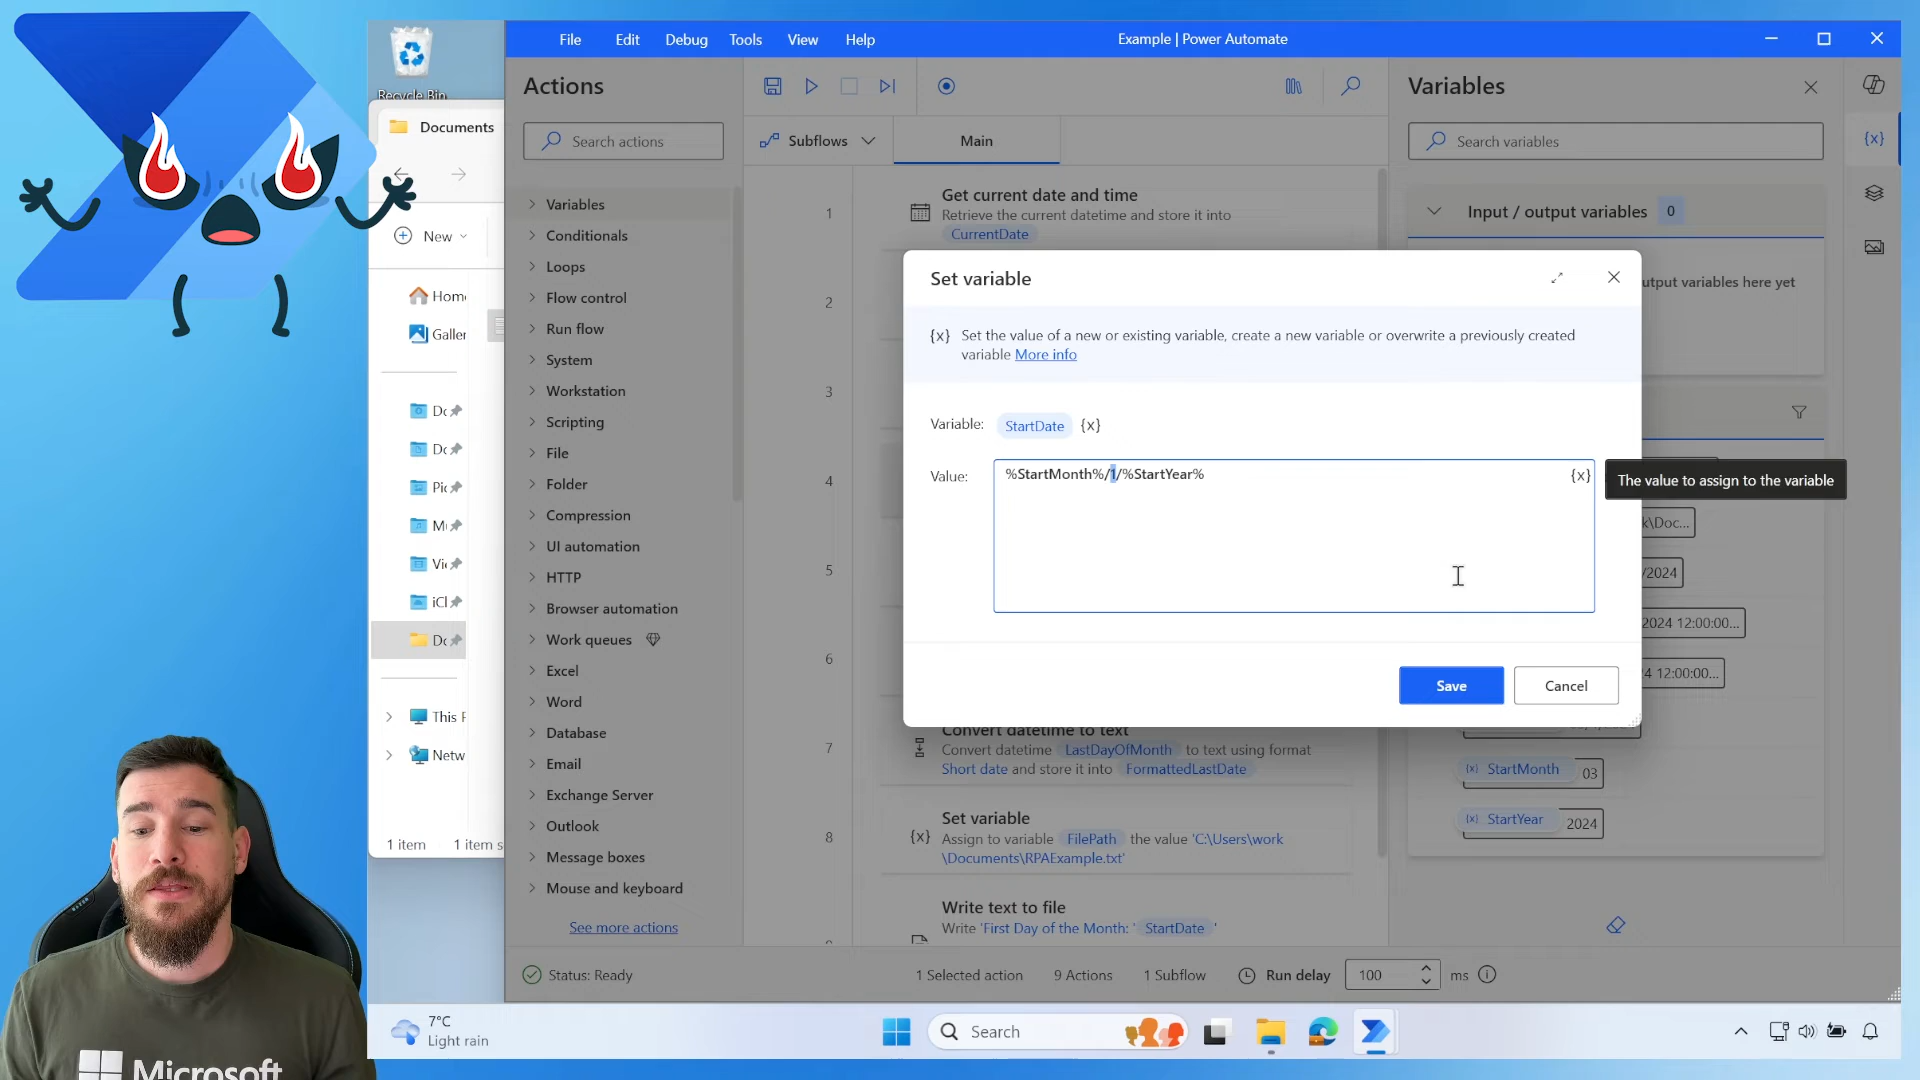 File Edit Debug Tools View Help
Example | Power Automate
Recycle Bin
Documents
New
Home
1 item
Actions
Search actions
Variables
Conditionals
Loops
Flow control
Run flow
System
Workstation
Scripting
File
Folder
Compression
UI automation
HTTP
Browser automation
Work queues
Excel
Word
Database
Email
Exchange Server
Outlook
Message boxes
Mouse and keyboard
See more actions
Subflows
Main
1
Get current date and time
Retrieve the current datetime and store it into
CurrentDate
2
3
4
5
6
7
Convert datetime to text
Convert datetime LastDayOfMonth to text using format
Short date and store it into FormattedLastDate
8
Set variable
{x} Assign to variable FilePath the value 'C:\Users\work
\Documents\RPAExample.txt'
Write text to file
Write 'First Day of the Month: ' StartDate '
Set variable
{x} Set the value of a new or existing variable, create a new variable or overwrite a previously created
variable More info
Variable: StartDate {x}
Value: %StartMonth%/1/%StartYear% {x}
The value to assign to the variable
Save Cancel
Variables
{x}
Search variables
Input / output variables 0
utput variables here yet
k\Doc...
/2024
2024 12:00:00...
4 12:00:00...
{x} StartMonth 03
{x} StartYear 2024
Status: Ready 1 Selected action 9 Actions 1 Subflow Run delay 100 ms
7°C
Light rain
Search
Microsoft